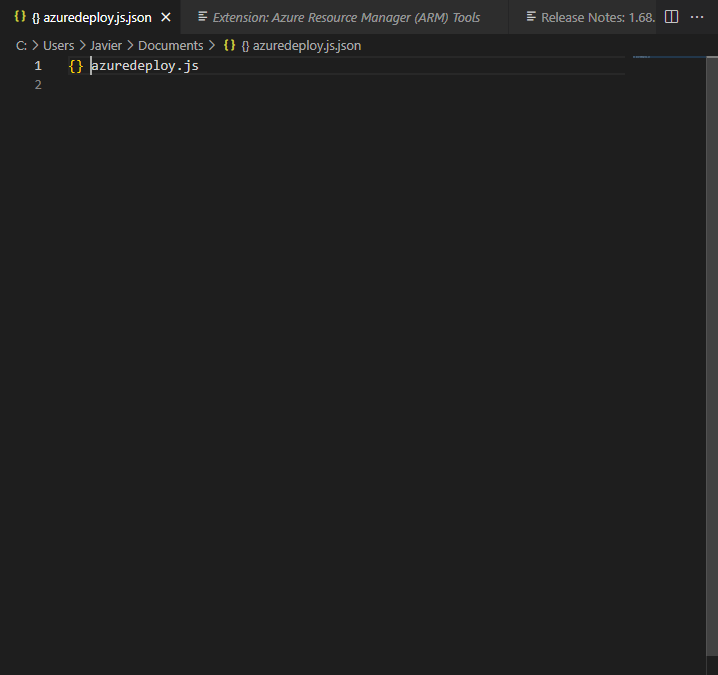 {} {} azuredeploy.js.json Extension: Azure Resource Manager (ARM) Tools Release Notes: 1.68.
C: > Users > Javier > Documents > {} {} azuredeploy.js.json
1 {} azuredeploy.js
2